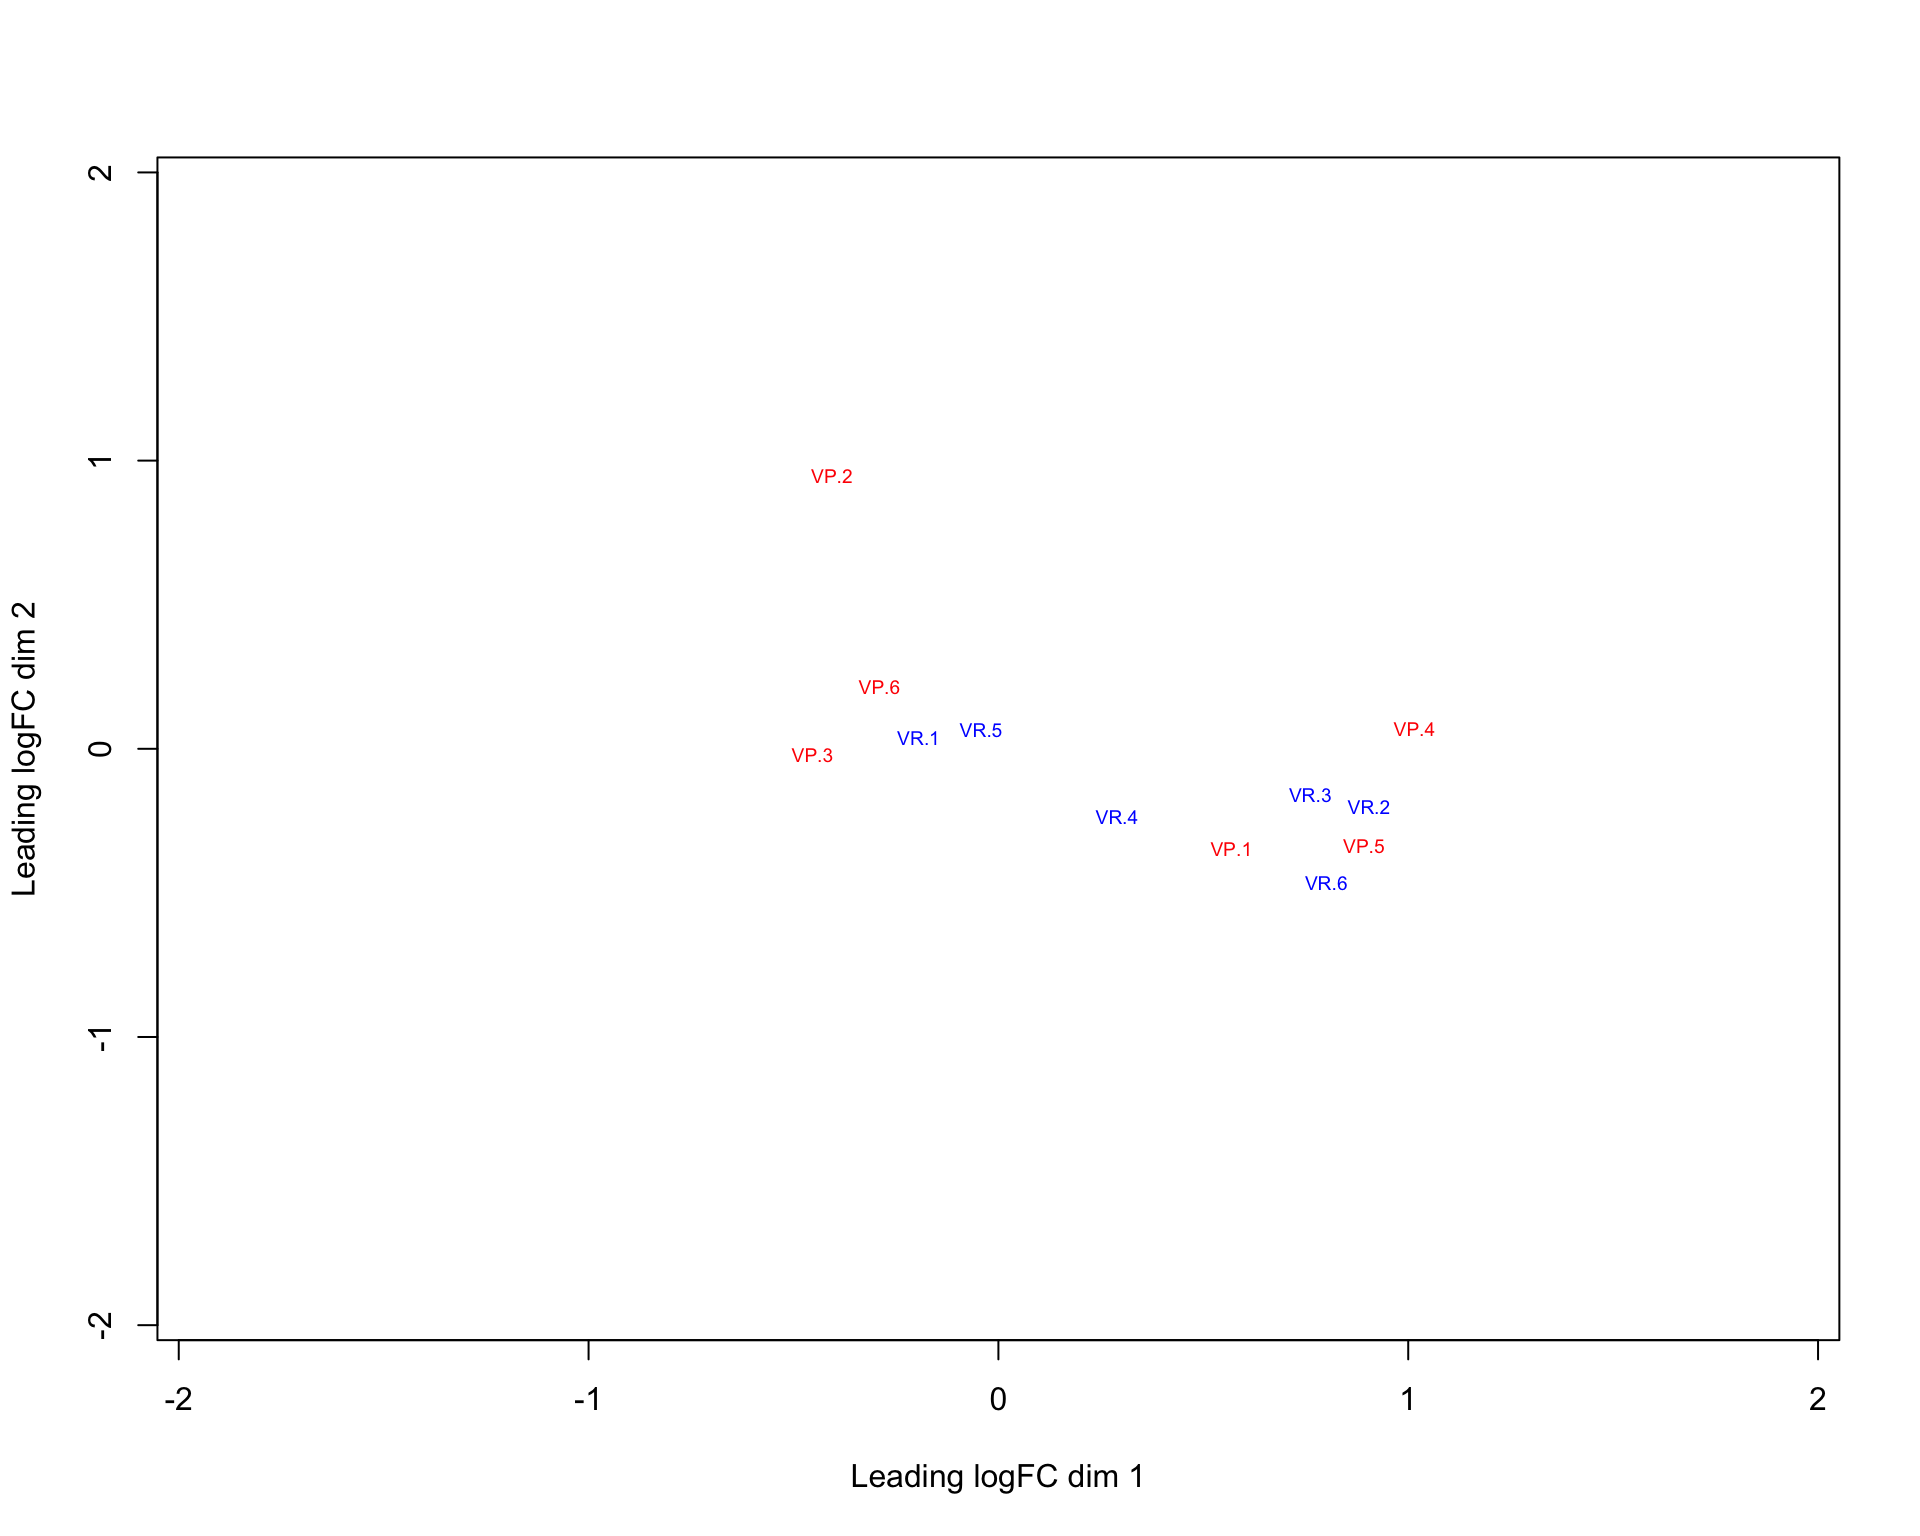 2
1
0
-1
-2
Leading logFC dim 2
VP.2
VP.6
VR.1
VR.5
VP.3
VP.4
VR.3
VR.2
VR.4
VP.1
VP.5
VR.6
-2
-1
0
1
2
Leading logFC dim 1